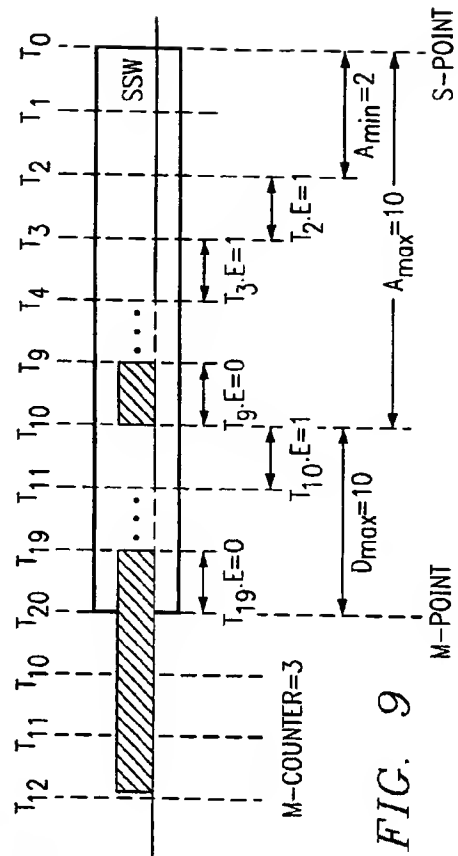 T12 T11 T10 T20 T19 T11 T10 T9 T4 T3 T2 T1 T0
SSW
T19.E=0 T9.E=0 T3.E=1
M-COUNTER=3 T10.E=1 T2.E=1
Dmax=10 Amin=2
Amax=10
M-POINT S-POINT
FIG. 9